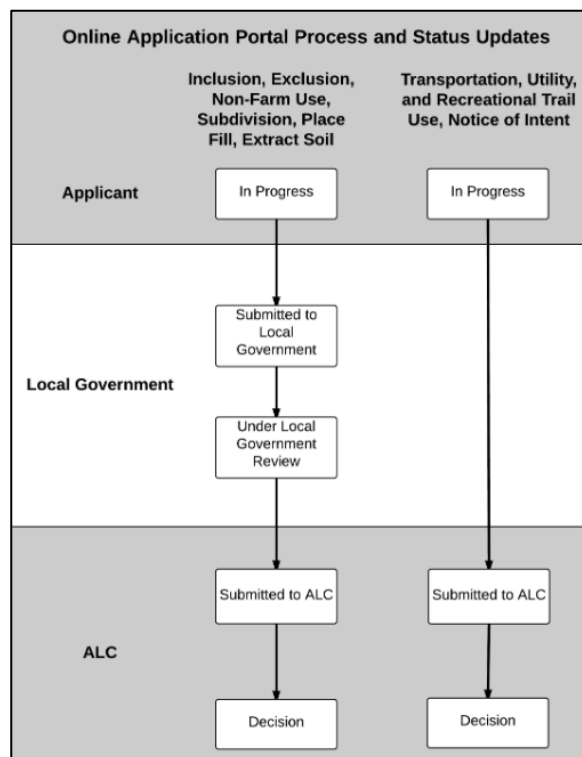 Online Application Portal Process and Status Updates
Inclusion, Exclusion,
Non-Farm Use,
Subdivision, Place
Fill, Extract Soil
Transportation, Utility,
and Recreational Trail
Use, Notice of Intent
Applicant
In Progress
In Progress
Submitted to
Local
Government
Local Government
Under Local
Government
Review
Submitted to ALC
Submitted to ALC
ALC
Decision
Decision